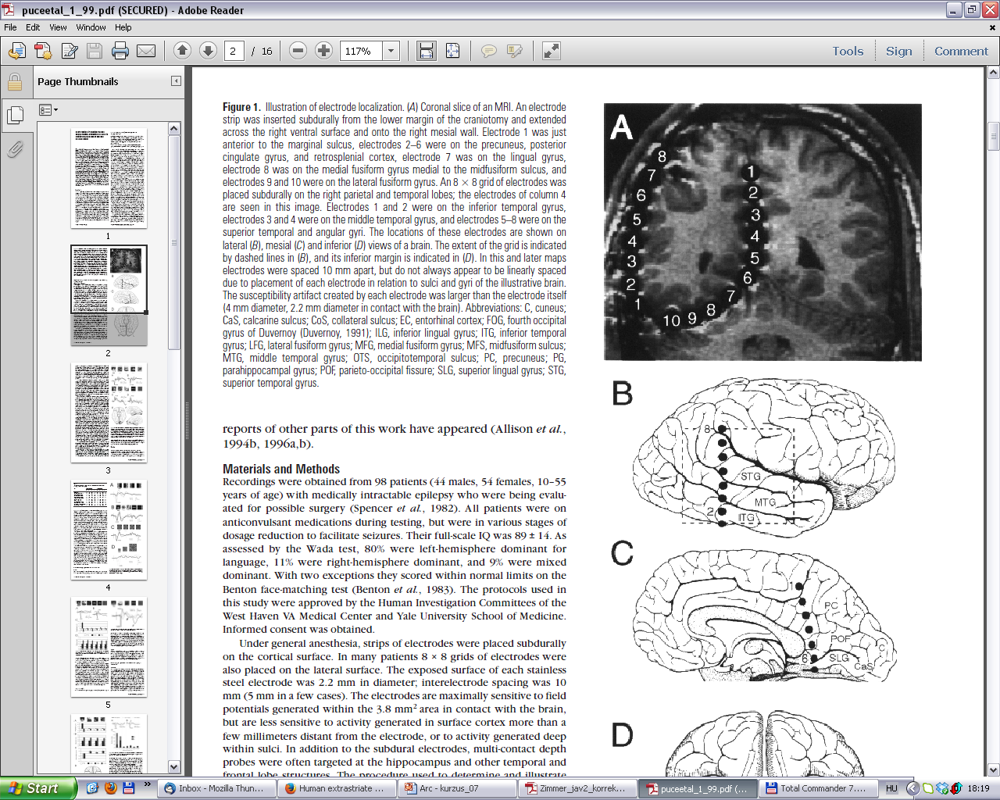 puceetal_1_99.pdf (SECURED) - Adobe Reader
File Edit View Window Help
2 / 16 117% Tools Sign Comment
Page Thumbnails
1
2
3
4
5
Figure 1. Illustration of electrode localization. (A) Coronal slice of an MRI. An electrode
strip was inserted subdurally from the lower margin of the craniotomy and extended
across the right ventral surface and onto the right mesial wall. Electrode 1 was just
anterior to the marginal sulcus, electrodes 2–6 were on the precuneus, posterior
cingulate gyrus, and retrosplenial cortex, electrode 7 was on the lingual gyrus,
electrode 8 was on the medial fusiform gyrus medial to the midfusiform sulcus, and
electrodes 9 and 10 were on the lateral fusiform gyrus. An 8 × 8 grid of electrodes was
placed subdurally on the right parietal and temporal lobes; the electrodes of column 4
are seen in this image. Electrodes 1 and 2 were on the inferior temporal gyrus,
electrodes 3 and 4 were on the middle temporal gyrus, and electrodes 5–8 were on the
superior temporal and angular gyri. The locations of these electrodes are shown on
lateral (B), mesial (C) and inferior (D) views of a brain. The extent of the grid is indicated
by dashed lines in (B), and its inferior margin is indicated in (D). In this and later maps
electrodes were spaced 10 mm apart, but do not always appear to be linearly spaced
due to placement of each electrode in relation to sulci and gyri of the illustrative brain.
The susceptibility artifact created by each electrode was larger than the electrode itself
(4 mm diameter, 2.2 mm diameter in contact with the brain). Abbreviations: C, cuneus;
CaS, calcarine sulcus; CoS, collateral sulcus; EC, entorhinal cortex; FOG, fourth occipital
gyrus of Duvernoy (Duvernoy, 1991); ILG, inferior lingual gyrus; ITG, inferior temporal
gyrus; LFG, lateral fusiform gyrus; MFG, medial fusiform gyrus; MFS, midfusiform sulcus;
MTG, middle temporal gyrus; OTS, occipitotemporal sulcus; PC, precuneus; PG,
parahippocampal gyrus; POF, parieto-occipital fissure; SLG, superior lingual gyrus; STG,
superior temporal gyrus.
reports of other parts of this work have appeared (Allison et al.,
1994b, 1996a,b).
Materials and Methods
Recordings were obtained from 98 patients (44 males, 54 females, 10–55
years of age) with medically intractable epilepsy who were being evalu-
ated for possible surgery (Spencer et al., 1982). All patients were on
anticonvulsant medications during testing, but were in various stages of
dosage reduction to facilitate seizures. Their full-scale IQ was 89 ± 14. As
assessed by the Wada test, 80% were left-hemisphere dominant for
language, 11% were right-hemisphere dominant, and 9% were mixed
dominant. With two exceptions they scored within normal limits on the
Benton face-matching test (Benton et al., 1983). The protocols used in
this study were approved by the Human Investigation Committees of the
West Haven VA Medical Center and Yale University School of Medicine.
Informed consent was obtained.
Under general anesthesia, strips of electrodes were placed subdurally
on the cortical surface. In many patients 8 × 8 grids of electrodes were
also placed on the lateral surface. The exposed surface of each stainless
steel electrode was 2.2 mm in diameter; interelectrode spacing was 10
mm (5 mm in a few cases). The electrodes are maximally sensitive to field
potentials generated within the 3.8 mm² area in contact with the brain,
but are less sensitive to activity generated in surface cortex more than a
few millimeters distant from the electrode, or to activity generated deep
within sulci. In addition to the subdural electrodes, multi-contact depth
probes were often targeted at the hippocampus and other temporal and
frontal lobe structures. The procedure used to determine and illustrate
A
8
7
6
5
4
3
2
1
1
2
3
4
5
6
7
8
9
10
B
8
STG
MTG
2
ITG
C
1
PC
POF
C
6
SLG
CaS
D
Start
Inbox - Mozilla Thun...
Human extrastriate ...
Arc - kurzus_07
Zimmer_jav2_korrek...
puceetal_1_99.pdf (...
Total Commander 7....
HU
18:19